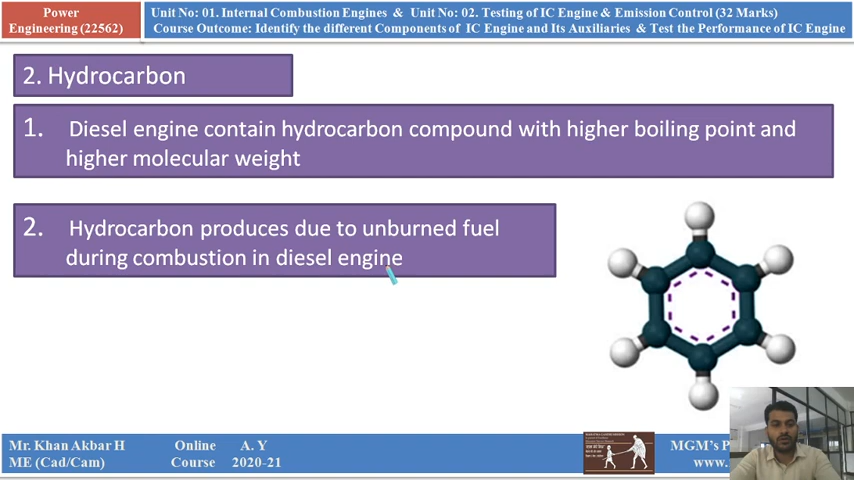 Power
Engineering (22562)
Unit No: 01. Internal Combustion Engines & Unit No: 02. Testing of IC Engine & Emission Control (32 Marks)
Course Outcome: Identify the different Components of IC Engine and Its Auxiliaries & Test the Performance of IC Engine
2. Hydrocarbon
1. Diesel engine contain hydrocarbon compound with higher boiling point and
higher molecular weight
2. Hydrocarbon produces due to unburned fuel
during combustion in diesel engine
Mr. Khan Akbar H
ME (Cad/Cam)
Online
Course
A. Y
2020-21
MGM's P
www.